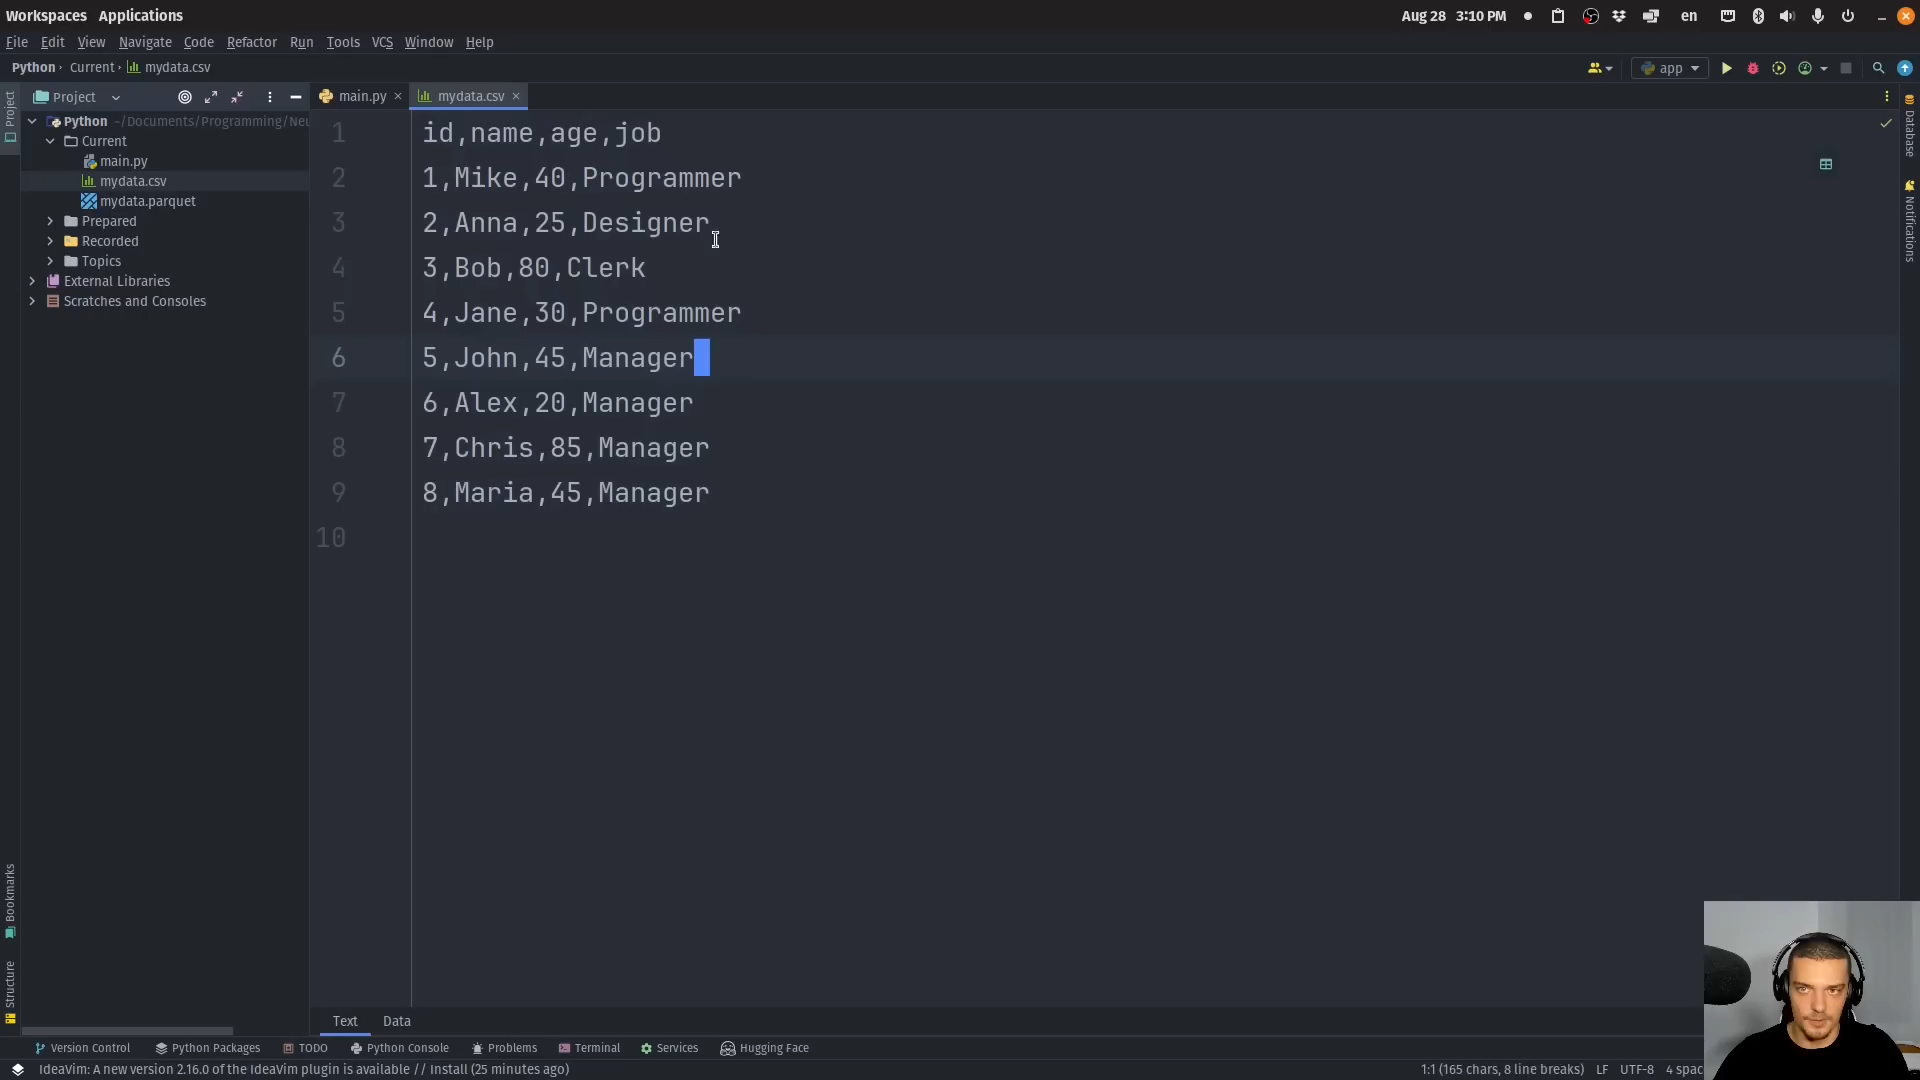 Workspaces Applications
Aug 28 3:10 PM
en
File Edit View Navigate Code Refactor Run Tools VCS Window Help
Python Current mydata.csv
app
Project
Project
main.py
mydata.csv
Python ~/Documents/Programming/Neu
Current
main.py
mydata.csv
mydata.parquet
Prepared
Recorded
Topics
External Libraries
Scratches and Consoles
1 id,name,age,job
2 1,Mike,40,Programmer
3 2,Anna,25,Designer
4 3,Bob,80,Clerk
5 4,Jane,30,Programmer
6 5,John,45,Manager
7 6,Alex,20,Manager
8 7,Chris,85,Manager
9 8,Maria,45,Manager
10
Database
Notifications
Bookmarks
Structure
Text Data
Version Control Python Packages TODO Python Console Problems Terminal Services Hugging Face
IdeaVim: A new version 2.16.0 of the IdeaVim plugin is available // Install (25 minutes ago)
1:1 (165 chars, 8 line breaks) LF UTF-8 4 spac